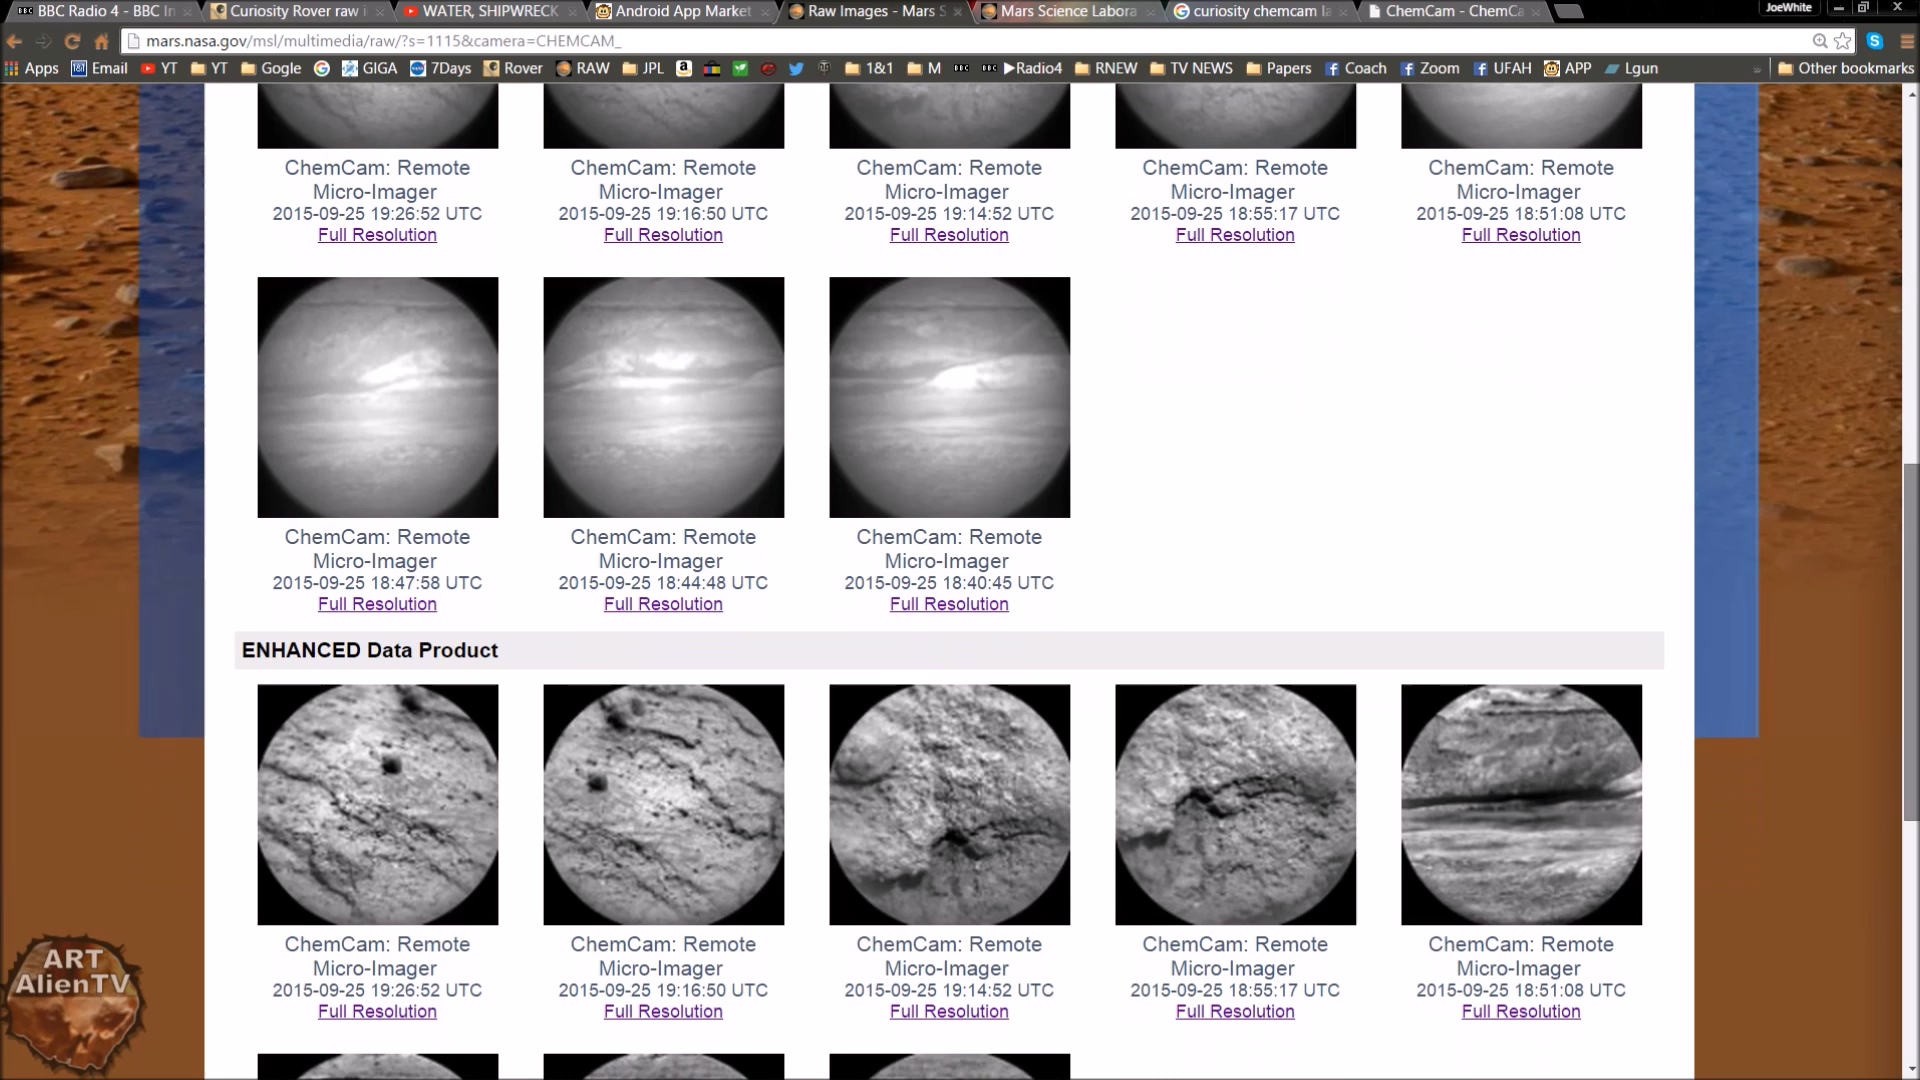 BBC Radio 4 - BBC In
Curiosity Rover raw i
WATER, SHIPWRECK
Android App Market
Raw Images - Mars S
Mars Science Labora
curiosity chemcam la
ChemCam - ChemCa
JoeWhite
mars.nasa.gov/msl/multimedia/raw/?s=1115&camera=CHEMCAM_
Apps Email YT YT Gogle GIGA 7Days Rover RAW JPL 1&1 M BBC BBC ▶Radio4 RNEW TV NEWS Papers Coach Zoom UFAH APP Lgun » Other bookmarks
ChemCam: Remote
Micro-Imager
2015-09-25 19:26:52 UTC
Full Resolution
ChemCam: Remote
Micro-Imager
2015-09-25 19:16:50 UTC
Full Resolution
ChemCam: Remote
Micro-Imager
2015-09-25 19:14:52 UTC
Full Resolution
ChemCam: Remote
Micro-Imager
2015-09-25 18:55:17 UTC
Full Resolution
ChemCam: Remote
Micro-Imager
2015-09-25 18:51:08 UTC
Full Resolution
ChemCam: Remote
Micro-Imager
2015-09-25 18:47:58 UTC
Full Resolution
ChemCam: Remote
Micro-Imager
2015-09-25 18:44:48 UTC
Full Resolution
ChemCam: Remote
Micro-Imager
2015-09-25 18:40:45 UTC
Full Resolution
ENHANCED Data Product
ChemCam: Remote
Micro-Imager
2015-09-25 19:26:52 UTC
Full Resolution
ChemCam: Remote
Micro-Imager
2015-09-25 19:16:50 UTC
Full Resolution
ChemCam: Remote
Micro-Imager
2015-09-25 19:14:52 UTC
Full Resolution
ChemCam: Remote
Micro-Imager
2015-09-25 18:55:17 UTC
Full Resolution
ChemCam: Remote
Micro-Imager
2015-09-25 18:51:08 UTC
Full Resolution
ART
AlienTV